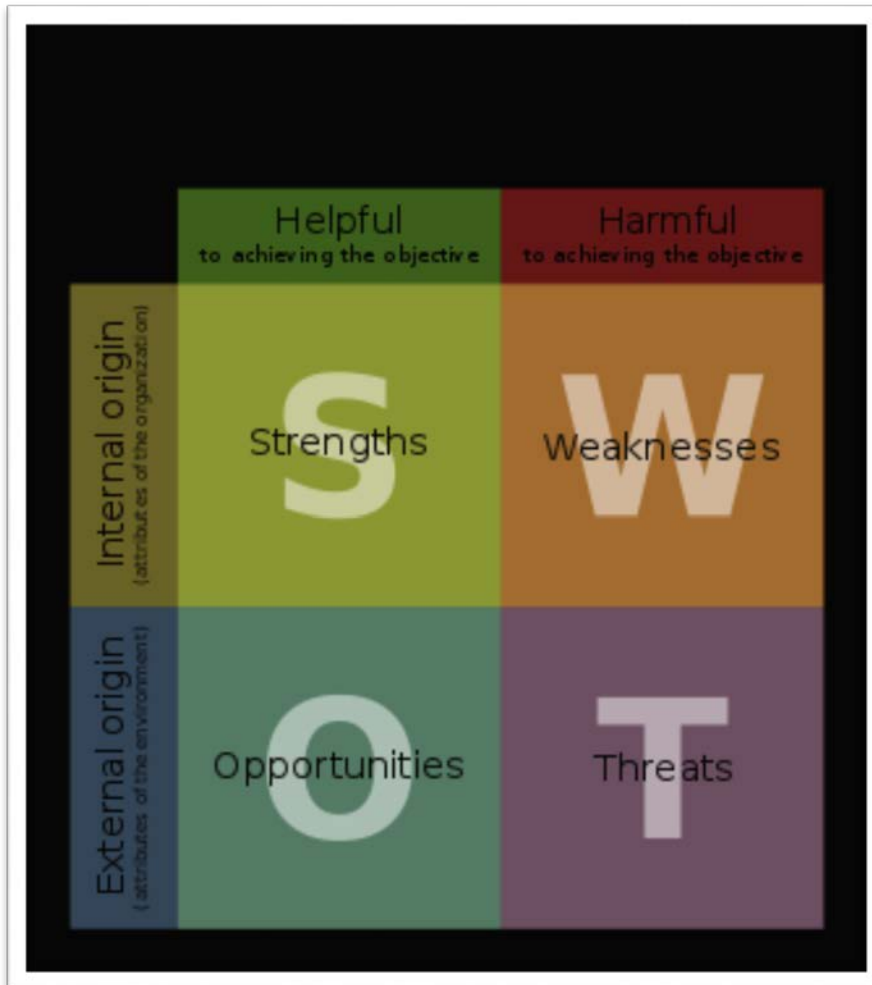 Helpful
to achieving the objective
Harmful
to achieving the objective
Internal origin
(attributes of the organization)
S
Strengths
W
Weaknesses
External origin
(attributes of the environment)
O
Opportunities
T
Threats